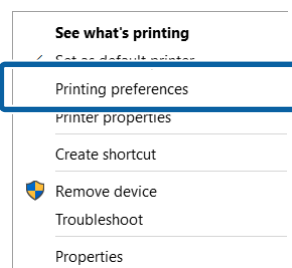 See what's printing
Set as default printer
Printing preferences
Printer properties
Create shortcut
Remove device
Troubleshoot
Properties